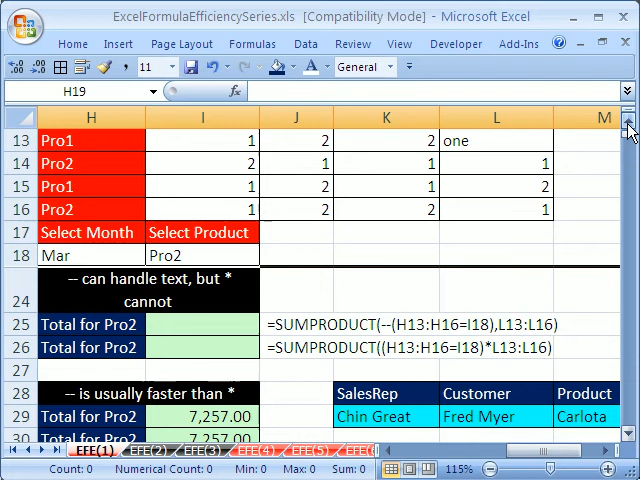 ExcelFormulaEfficiencySeries.xls [Compatibility Mode] - Microsoft Excel
Home Insert Page Layout Formulas Data Review View Developer Add-Ins
11 General
H19 fx
H I J K L M
13 Pro1 1 2 2 one
14 Pro2 2 1 1 1
15 Pro1 1 2 1 2
16 Pro2 1 2 2 1
17 Select Month Select Product
18 Mar Pro2
-- can handle text, but *
24 cannot
25 Total for Pro2 =SUMPRODUCT(--(H13:H16=I18),L13:L16)
26 Total for Pro2 =SUMPRODUCT((H13:H16=I18)*L13:L16)
27
28 -- is usually faster than * SalesRep Customer Product
29 Total for Pro2 7,257.00 Chin Great Fred Myer Carlota
30 Total for Pro2 7,257.00
EFE(1) EFE(2) EFE(3) EFE(4) EFE(5) EFE(6
Count: 0 Numerical Count: 0 Min: 0 Max: 0 Sum: 0 115%